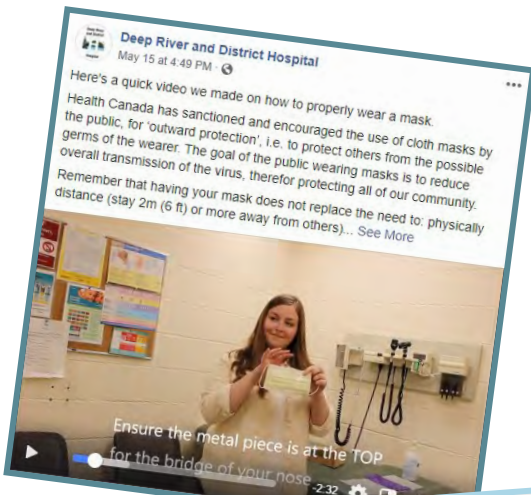 Deep River and District Hospital
May 15 at 4:49 PM ·
Here's a quick video we made on how to properly wear a mask.
Health Canada has sanctioned and encouraged the use of cloth masks by
the public, for 'outward protection', i.e. to protect others from the possible
germs of the wearer. The goal of the public wearing masks is to reduce
overall transmission of the virus, therefor protecting all of our community.
Remember that having your mask does not replace the need to: physically
distance (stay 2m (6 ft) or more away from others)... See More
Ensure the metal piece is at the TOP
for the bridge of your nose
-2:32